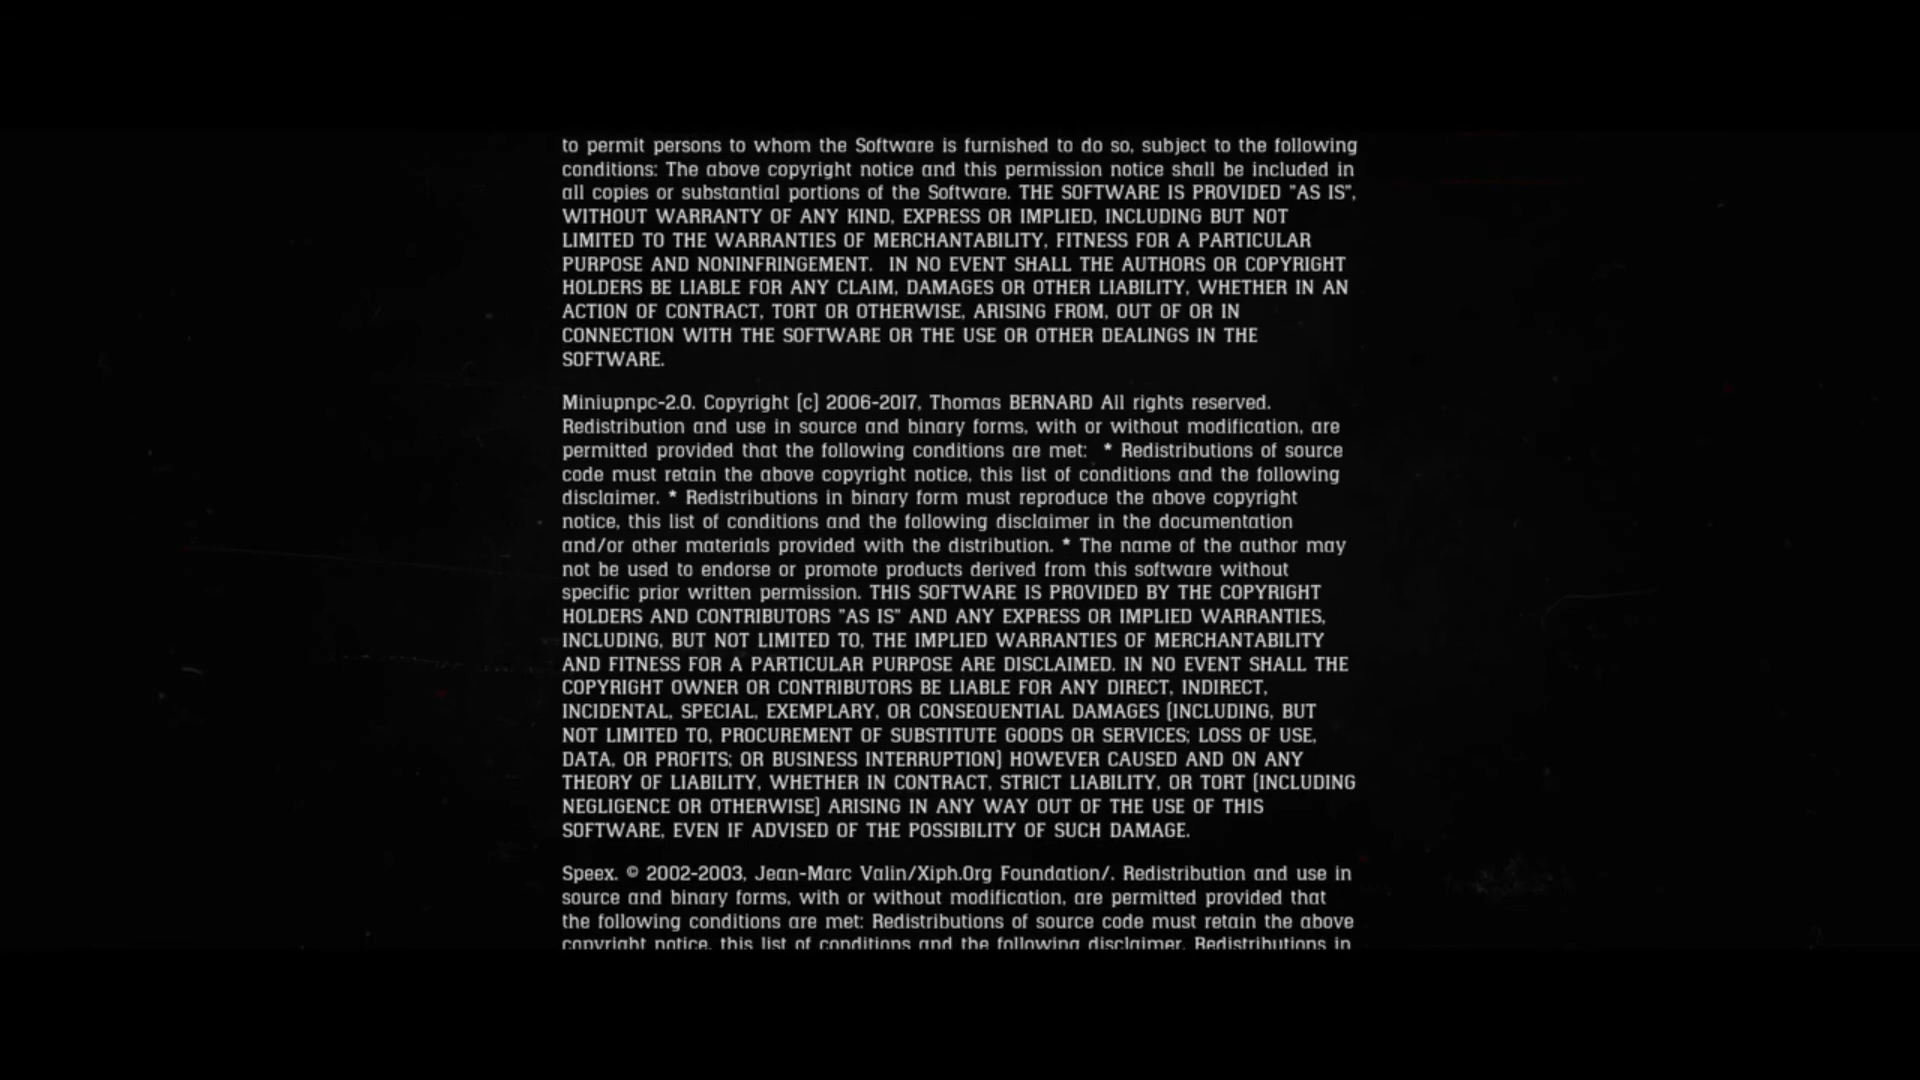 to permit persons to whom the Software is furnished to do so, subject to the following
conditions: The above copyright notice and this permission notice shall be included in
all copies or substantial portions of the Software. THE SOFTWARE IS PROVIDED "AS IS",
WITHOUT WARRANTY OF ANY KIND, EXPRESS OR IMPLIED, INCLUDING BUT NOT
LIMITED TO THE WARRANTIES OF MERCHANTABILITY, FITNESS FOR A PARTICULAR
PURPOSE AND NONINFRINGEMENT.  IN NO EVENT SHALL THE AUTHORS OR COPYRIGHT
HOLDERS BE LIABLE FOR ANY CLAIM, DAMAGES OR OTHER LIABILITY, WHETHER IN AN
ACTION OF CONTRACT, TORT OR OTHERWISE, ARISING FROM, OUT OF OR IN
CONNECTION WITH THE SOFTWARE OR THE USE OR OTHER DEALINGS IN THE
SOFTWARE.
Miniupnpc-2.0. Copyright [c] 2006-2017, Thomas BERNARD All rights reserved.
Redistribution and use in source and binary forms, with or without modification, are
permitted provided that the following conditions are met:  * Redistributions of source
code must retain the above copyright notice, this list of conditions and the following
disclaimer. * Redistributions in binary form must reproduce the above copyright
notice, this list of conditions and the following disclaimer in the documentation
and/or other materials provided with the distribution. * The name of the author may
not be used to endorse or promote products derived from this software without
specific prior written permission. THIS SOFTWARE IS PROVIDED BY THE COPYRIGHT
HOLDERS AND CONTRIBUTORS "AS IS" AND ANY EXPRESS OR IMPLIED WARRANTIES,
INCLUDING, BUT NOT LIMITED TO, THE IMPLIED WARRANTIES OF MERCHANTABILITY
AND FITNESS FOR A PARTICULAR PURPOSE ARE DISCLAIMED. IN NO EVENT SHALL THE
COPYRIGHT OWNER OR CONTRIBUTORS BE LIABLE FOR ANY DIRECT, INDIRECT,
INCIDENTAL, SPECIAL, EXEMPLARY, OR CONSEQUENTIAL DAMAGES [INCLUDING, BUT
NOT LIMITED TO, PROCUREMENT OF SUBSTITUTE GOODS OR SERVICES; LOSS OF USE,
DATA, OR PROFITS; OR BUSINESS INTERRUPTION] HOWEVER CAUSED AND ON ANY
THEORY OF LIABILITY, WHETHER IN CONTRACT, STRICT LIABILITY, OR TORT [INCLUDING
NEGLIGENCE OR OTHERWISE] ARISING IN ANY WAY OUT OF THE USE OF THIS
SOFTWARE, EVEN IF ADVISED OF THE POSSIBILITY OF SUCH DAMAGE.
Speex. © 2002-2003, Jean-Marc Valin/Xiph.Org Foundation/. Redistribution and use in
source and binary forms, with or without modification, are permitted provided that
the following conditions are met: Redistributions of source code must retain the above
copyright notice, this list of conditions and the following disclaimer. Redistributions in